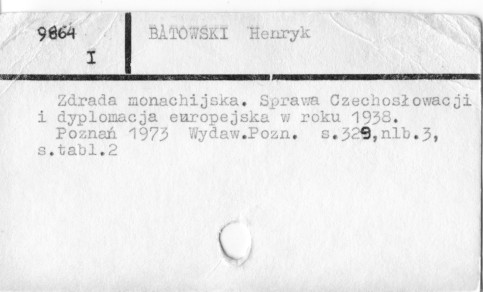 9864
I
BATOWSKI Henryk
Zdrada monachijska. Sprawa Czechosłowacji
i dyplomacja europejska w roku 1938.
Poznań 1973 Wydaw.Pozn. s.329,nlb.3,
s.tabl.2